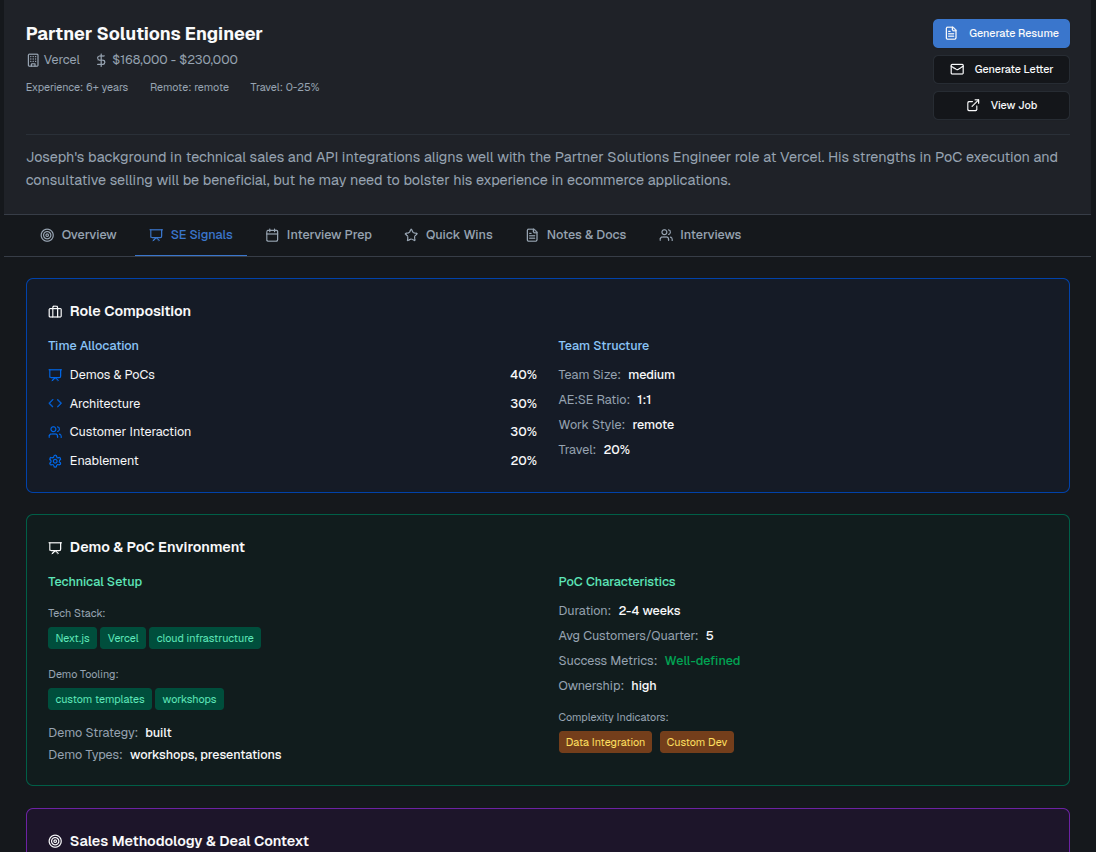 Partner Solutions Engineer
Vercel $168,000 - $230,000
Experience: 6+ years Remote: remote Travel: 0-25%
Generate Resume
Generate Letter
View Job
Joseph's background in technical sales and API integrations aligns well with the Partner Solutions Engineer role at Vercel. His strengths in PoC execution and
consultative selling will be beneficial, but he may need to bolster his experience in ecommerce applications.
Overview SE Signals Interview Prep Quick Wins Notes & Docs Interviews
Role Composition
Time Allocation
Demos & PoCs 40%
Architecture 30%
Customer Interaction 30%
Enablement 20%
Team Structure
Team Size: medium
AE:SE Ratio: 1:1
Work Style: remote
Travel: 20%
Demo & PoC Environment
Technical Setup
Tech Stack:
Next.js Vercel cloud infrastructure
Demo Tooling:
custom templates workshops
Demo Strategy: built
Demo Types: workshops, presentations
PoC Characteristics
Duration: 2-4 weeks
Avg Customers/Quarter: 5
Success Metrics: Well-defined
Ownership: high
Complexity Indicators:
Data Integration Custom Dev
Sales Methodology & Deal Context